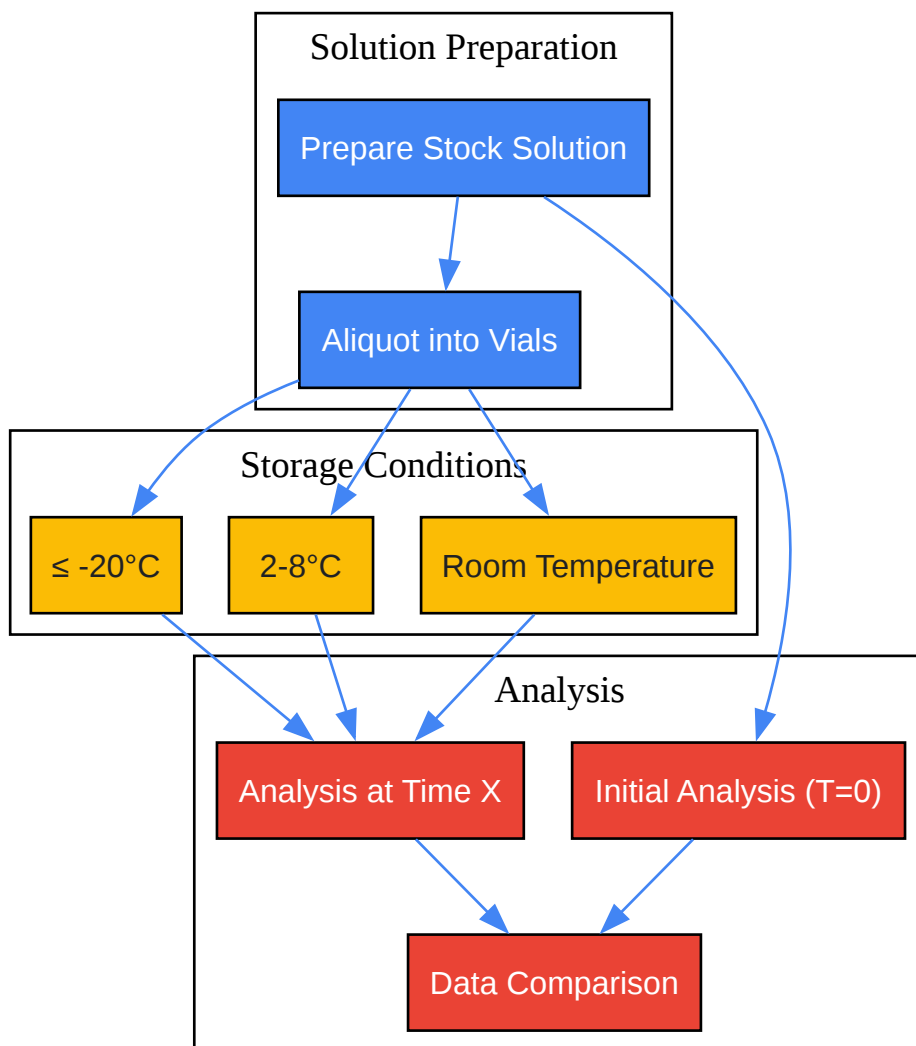 Solution Preparation
Prepare Stock Solution
Aliquot into Vials
Storage Conditions
≤ -20°C
2-8°C
Room Temperature
Analysis
Analysis at Time X
Initial Analysis (T=0)
Data Comparison